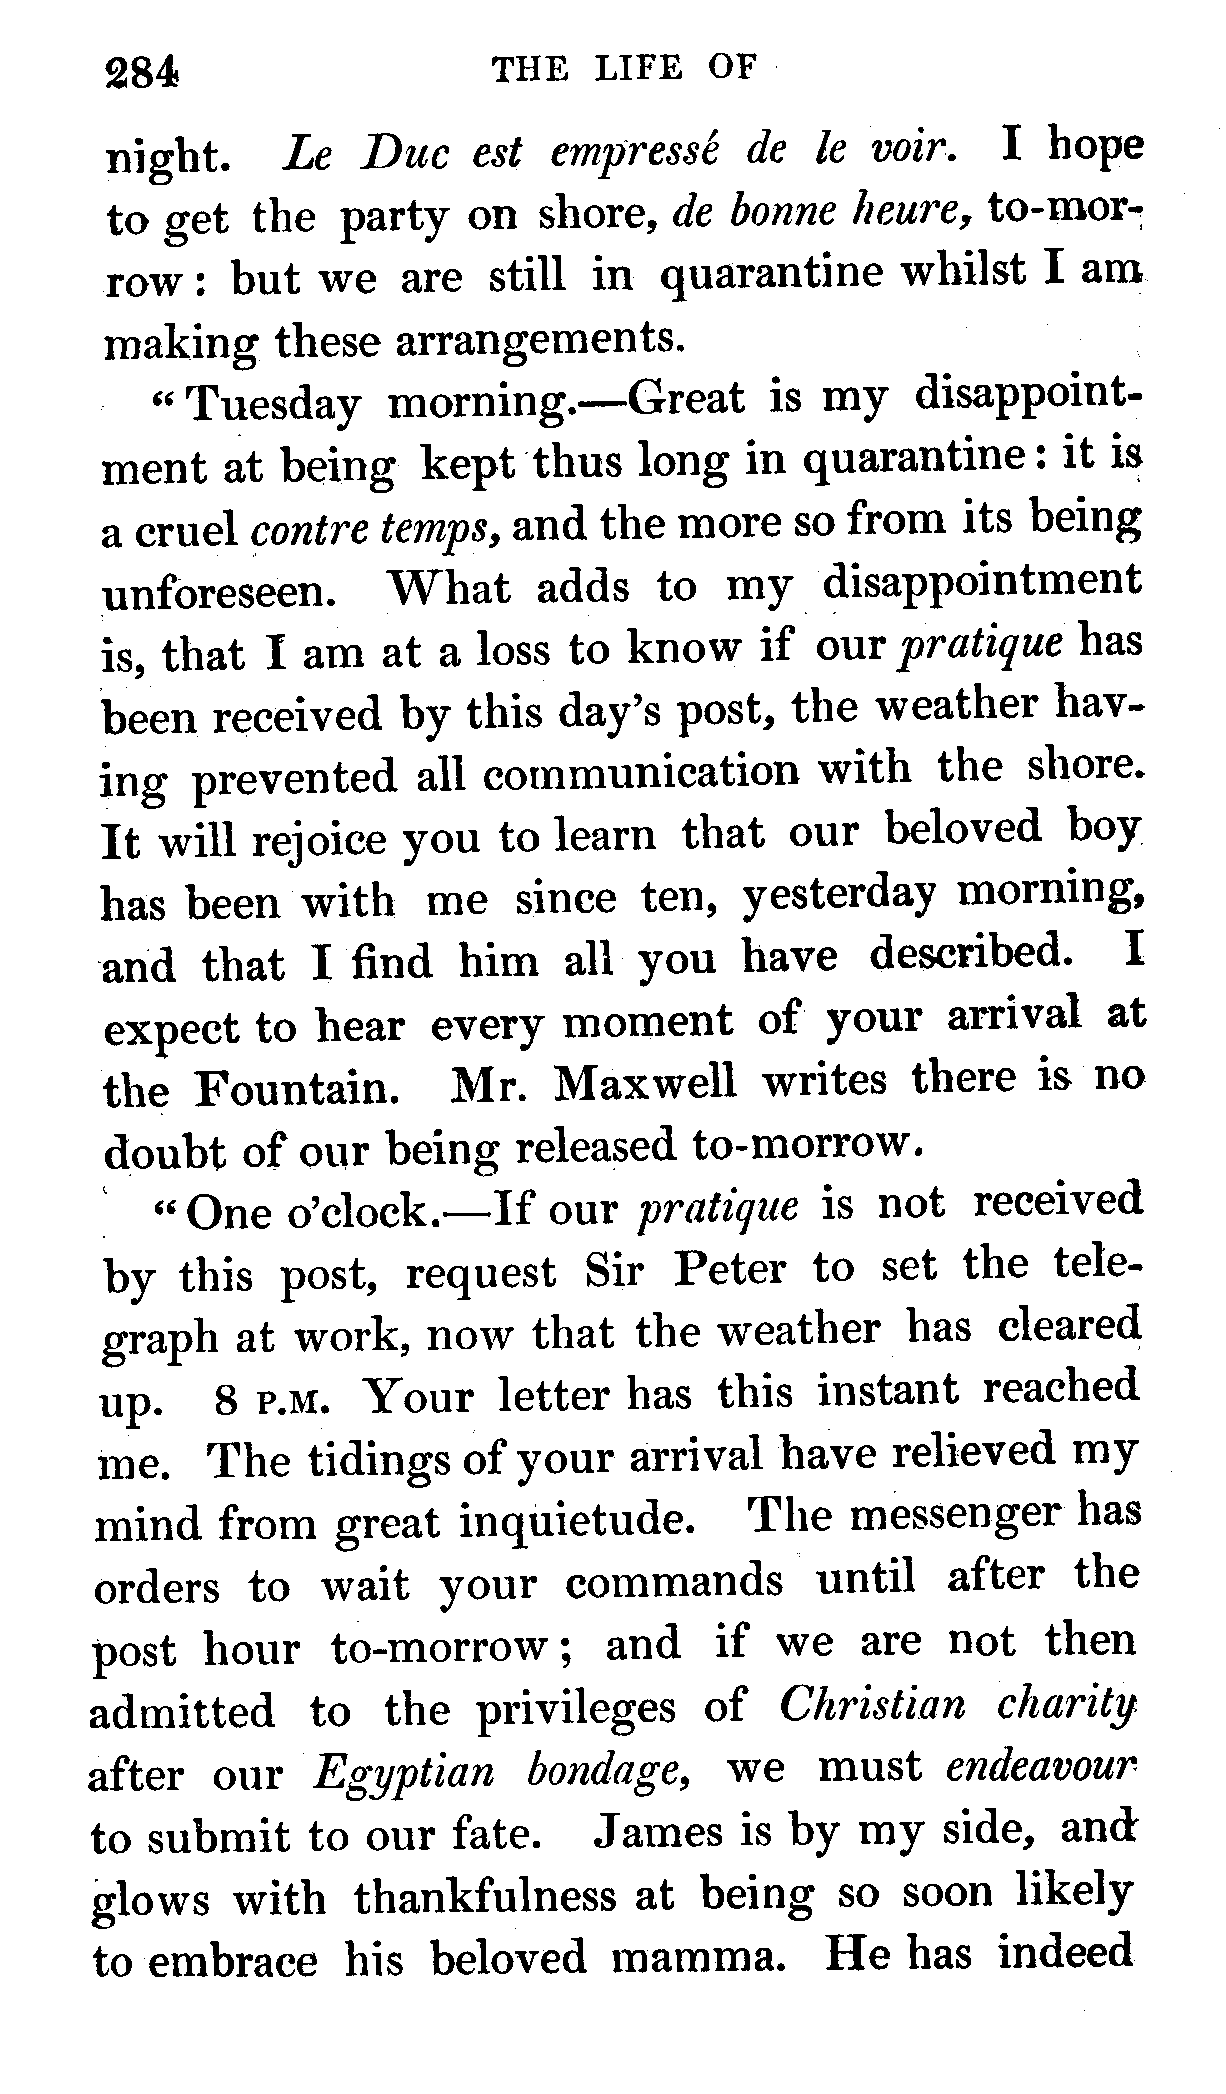 284 THE LIFE OF
night. Le Duc est empressé de le voir. I hope
to get the party on shore, de bonne heure, to-mor-
row : but we are still in quarantine whilst I am
making these arrangements.
“ Tuesday morning.—Great is my disappoint-
ment at being kept thus long in quarantine : it is
a cruel contre temps, and the more so from its being
unforeseen. What adds to my disappointment
is, that I am at a loss to know if our pratique has
been received by this day’s post, the weather hav-
ing prevented all communication with the shore.
It will rejoice you to learn that our beloved boy
has been with me since ten, yesterday morning,
and that I find him all you have described. I
expect to hear every moment of your arrival at
the Fountain. Mr. Maxwell writes there is no
doubt of our being released to-morrow.
“ One o’clock.—If our pratique is not received
by this post, request Sir Peter to set the tele-
graph at work, now that the weather has cleared
up. 8 P.M. Your letter has this instant reached
me. The tidings of your arrival have relieved my
mind from great inquietude. The messenger has
orders to wait your commands until after the
post hour to-morrow ; and if we are not then
admitted to the privileges of Christian charity
after our Egyptian bondage, we must endeavour
to submit to our fate. James is by my side, and
glows with thankfulness at being so soon likely
to embrace his beloved mamma. He has indeed